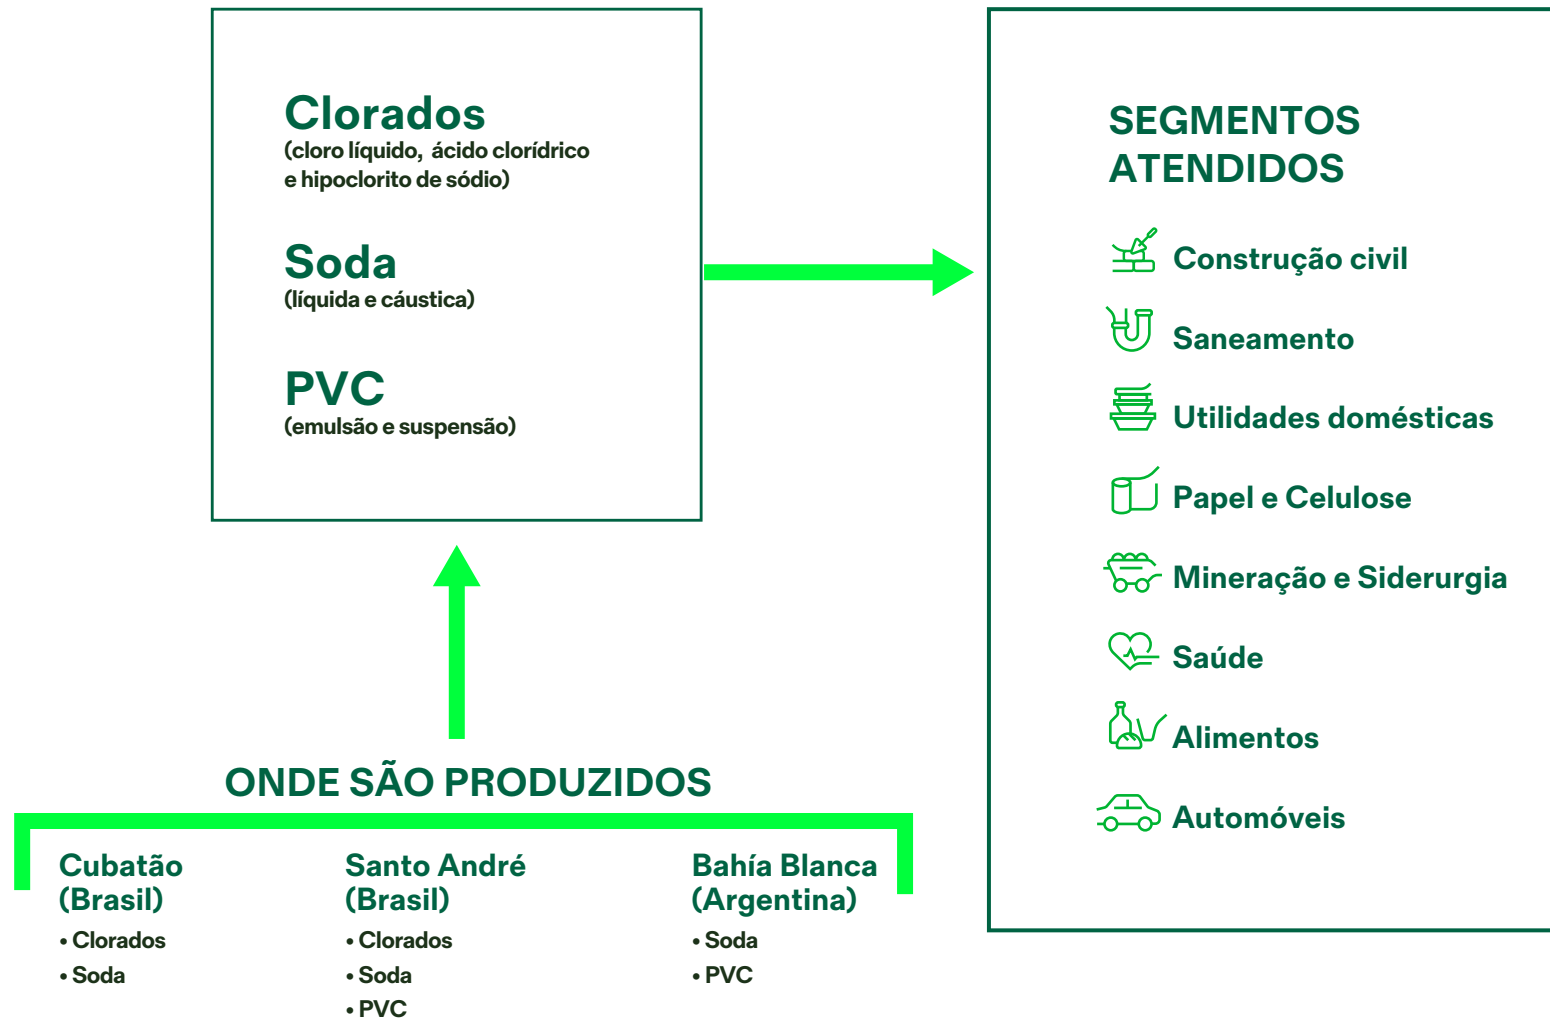 Clorados
(cloro líquido, ácido clorídrico
e hipoclorito de sódio)
Soda
(líquida e cáustica)
PVC
(emulsão e suspensão)
SEGMENTOS
ATENDIDOS
Construção civil
Saneamento
Utilidades domésticas
Papel e Celulose
Mineração e Siderurgia
Saúde
Alimentos
Automóveis
ONDE SÃO PRODUZIDOS
Cubatão
(Brasil)
• Clorados
• Soda
Santo André
(Brasil)
• Clorados
• Soda
• PVC
Bahía Blanca
(Argentina)
• Soda
• PVC